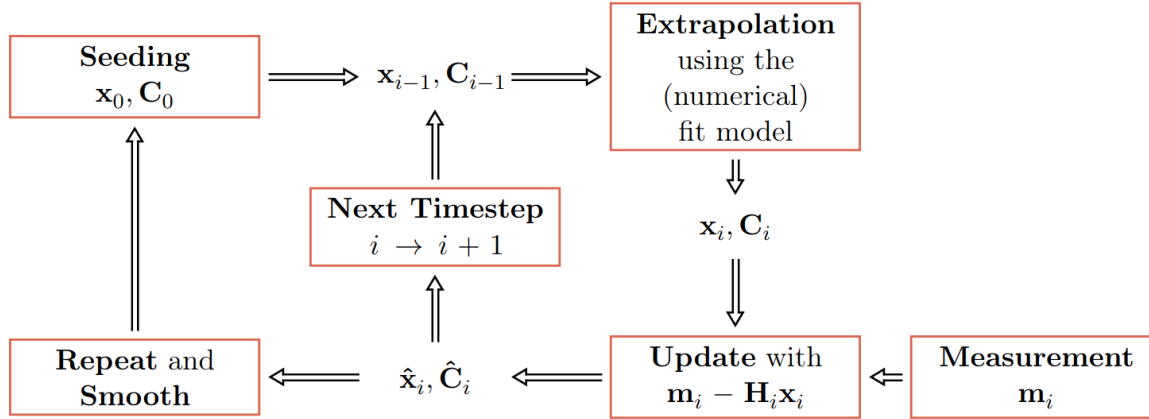 Seeding
x₀, C₀
xᵢ₋₁, Cᵢ₋₁
Extrapolation
using the
(numerical)
fit model
Next Timestep
i → i + 1
xᵢ, Cᵢ
Repeat and
Smooth
x̂ᵢ, Ĉᵢ
Update with
mᵢ − Hᵢxᵢ
Measurement
mᵢ